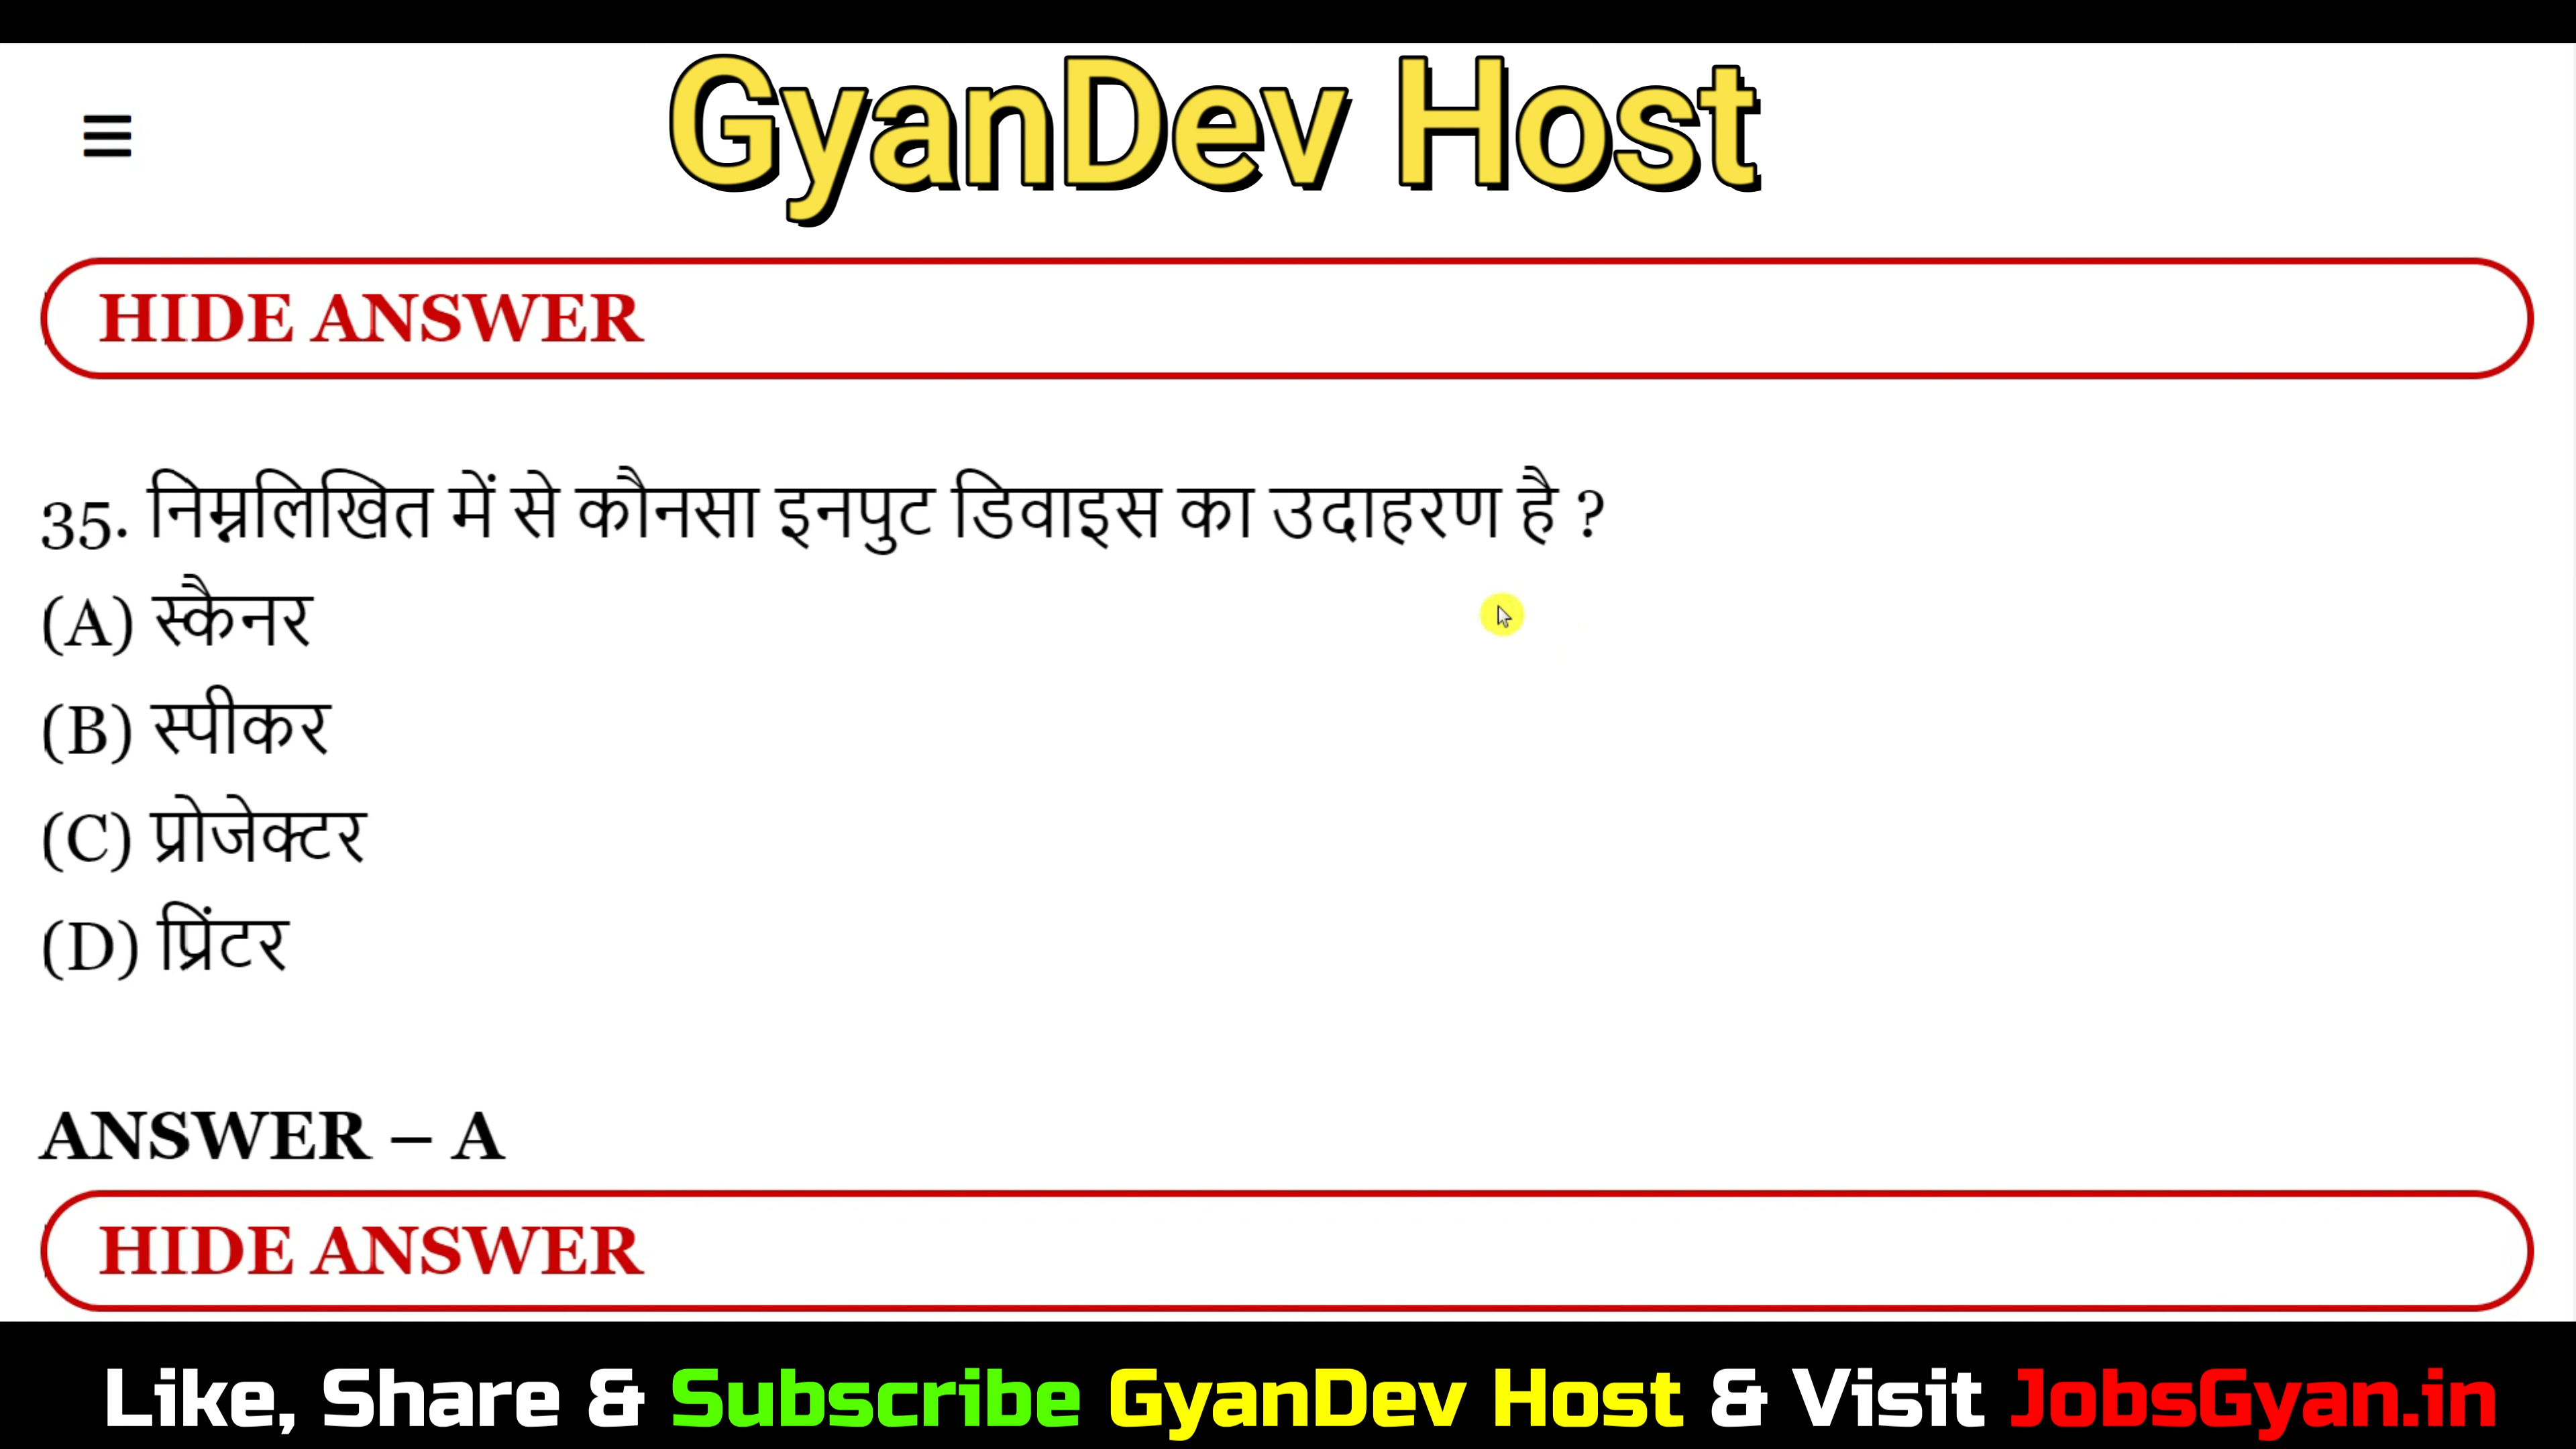 GyanDev Host
HIDE ANSWER
35. निम्नलिखित में से कौनसा इनपुट डिवाइस का उदाहरण है ?
(A) स्कैनर
(B) स्पीकर
(C) प्रोजेक्टर
(D) प्रिंटर
ANSWER – A
HIDE ANSWER
Like, Share & Subscribe GyanDev Host & Visit JobsGyan.in